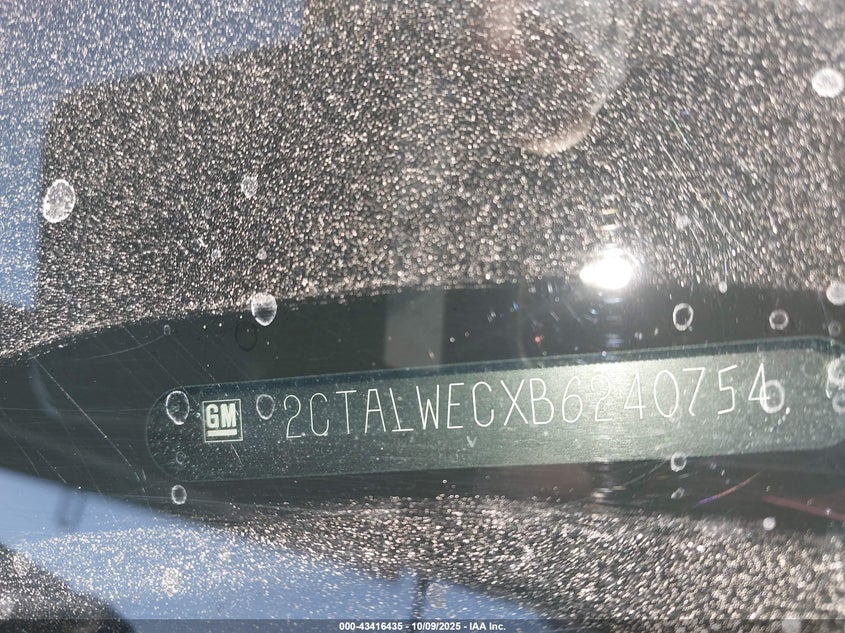 GM 2CTALWECXB6240754
000-43416435 - 10/09/2025 - IAA Inc.